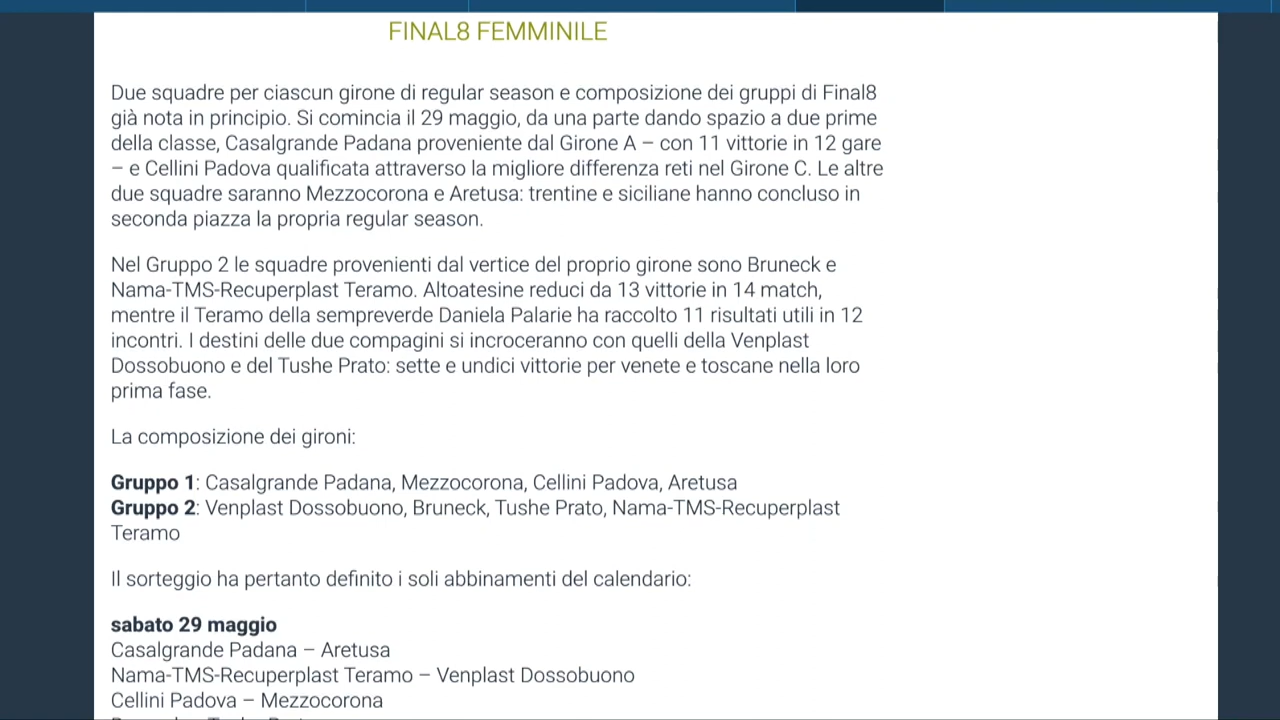 FINAL8 FEMMINILE
Due squadre per ciascun girone di regular season e composizione dei gruppi di Final8
già nota in principio. Si comincia il 29 maggio, da una parte dando spazio a due prime
della classe, Casalgrande Padana proveniente dal Girone A – con 11 vittorie in 12 gare
– e Cellini Padova qualificata attraverso la migliore differenza reti nel Girone C. Le altre
due squadre saranno Mezzocorona e Aretusa: trentine e siciliane hanno concluso in
seconda piazza la propria regular season.
Nel Gruppo 2 le squadre provenienti dal vertice del proprio girone sono Bruneck e
Nama-TMS-Recuperplast Teramo. Altoatesine reduci da 13 vittorie in 14 match,
mentre il Teramo della sempreverde Daniela Palarie ha raccolto 11 risultati utili in 12
incontri. I destini delle due compagini si incroceranno con quelli della Venplast
Dossobuono e del Tushe Prato: sette e undici vittorie per venete e toscane nella loro
prima fase.
La composizione dei gironi:
Gruppo 1: Casalgrande Padana, Mezzocorona, Cellini Padova, Aretusa
Gruppo 2: Venplast Dossobuono, Bruneck, Tushe Prato, Nama-TMS-Recuperplast
Teramo
Il sorteggio ha pertanto definito i soli abbinamenti del calendario:
sabato 29 maggio
Casalgrande Padana – Aretusa
Nama-TMS-Recuperplast Teramo – Venplast Dossobuono
Cellini Padova – Mezzocorona